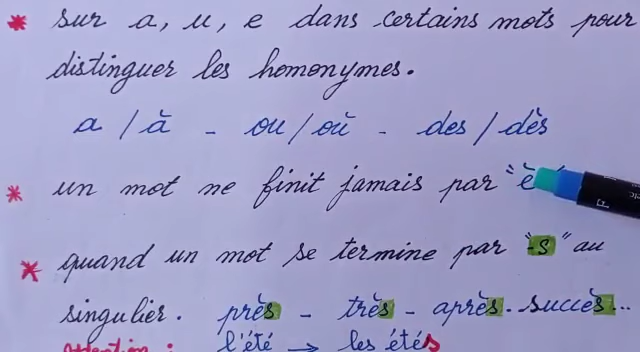 * sur a, u, e dans certains mots pour
distinguer les homonymes.
a / à - ou / où - des / dès
* un mot ne finit jamais par "è
* quand un mot se termine par "-s" au
singulier. près - très - après - succès...
attention : l'été → les étés